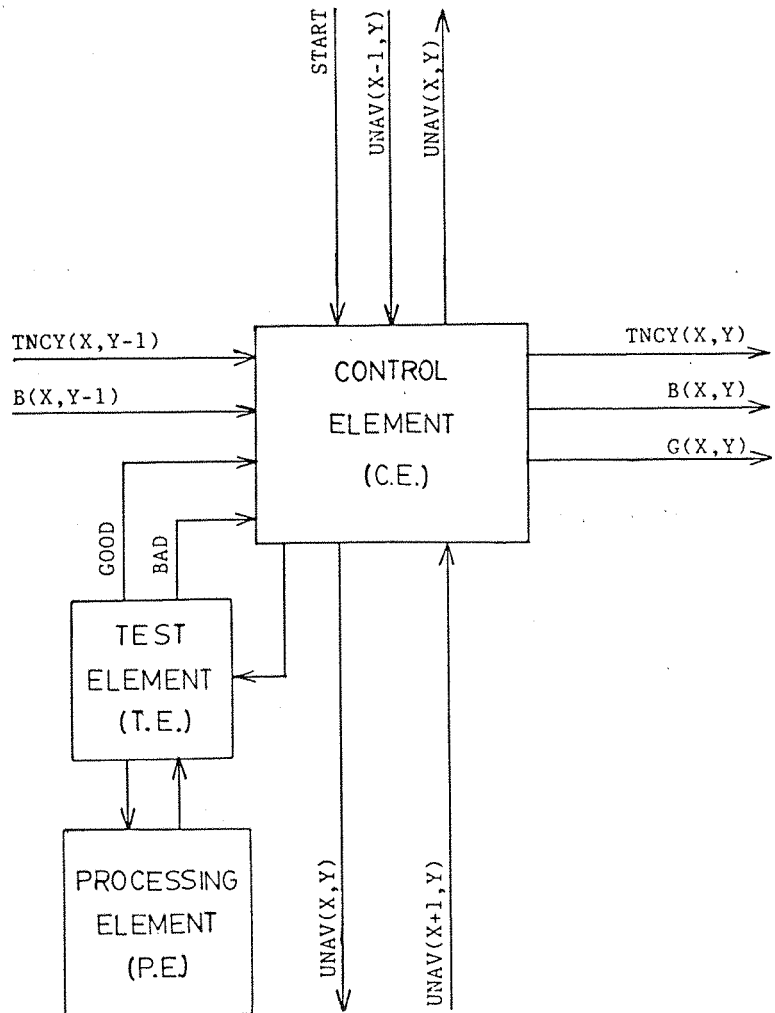 START
UNAV(X-1,Y)
UNAV(X,Y)
TNCY(X,Y-1)
B(X,Y-1)
CONTROL
ELEMENT
(C.E.)
TNCY(X,Y)
B(X,Y)
G(X,Y)
GOOD
BAD
TEST
ELEMENT
(T.E.)
PROCESSING
ELEMENT
(P.E)
UNAV(X,Y)
UNAV(X+1,Y)